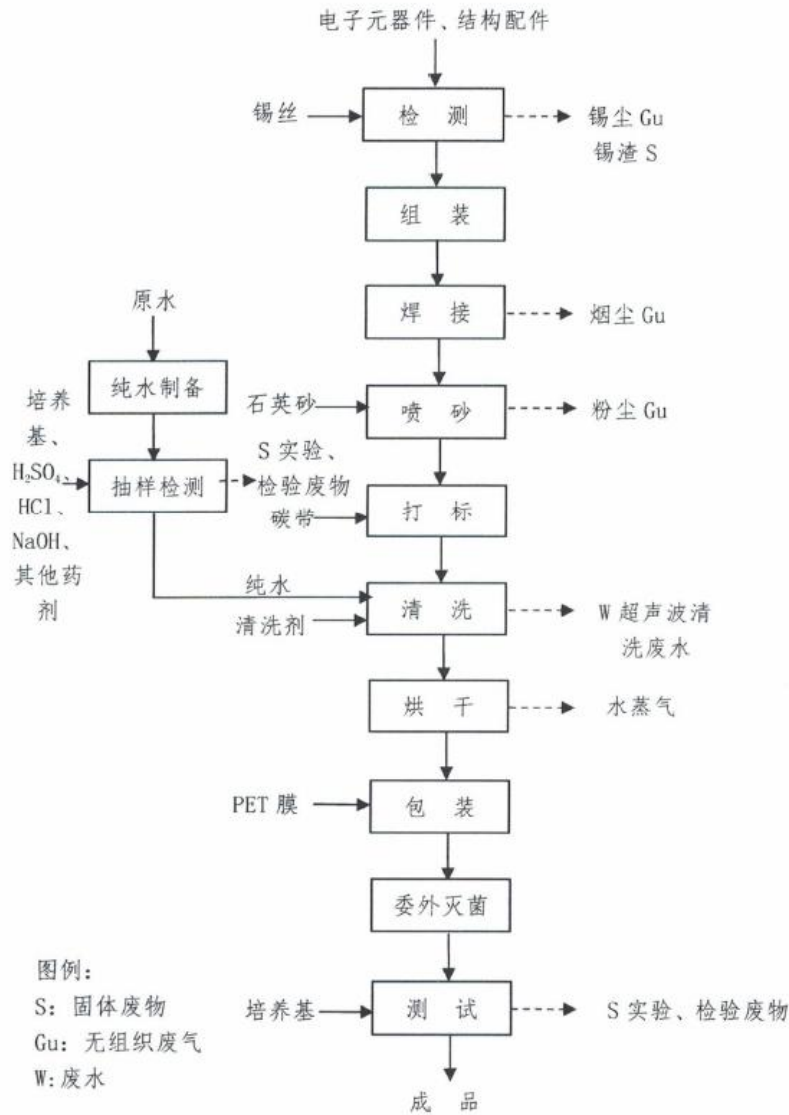 电子元器件、结构配件
锡丝
检 测
锡尘 Gu
锡渣 S
组 装
原水
焊 接
烟尘 Gu
纯水制备
石英砂
喷 砂
粉尘 Gu
培养
基、
H₂SO₄、
HCl、
NaOH、
其他药
剂
抽样检测
S 实验、
检验废物
碳带
打 标
纯水
清洗剂
清 洗
W 超声波清
洗废水
烘 干
水蒸气
PET 膜
包 装
委外灭菌
图例：
S：固体废物
Gu：无组织废气
W：废水
培养基
测 试
S 实验、检验废物
成 品